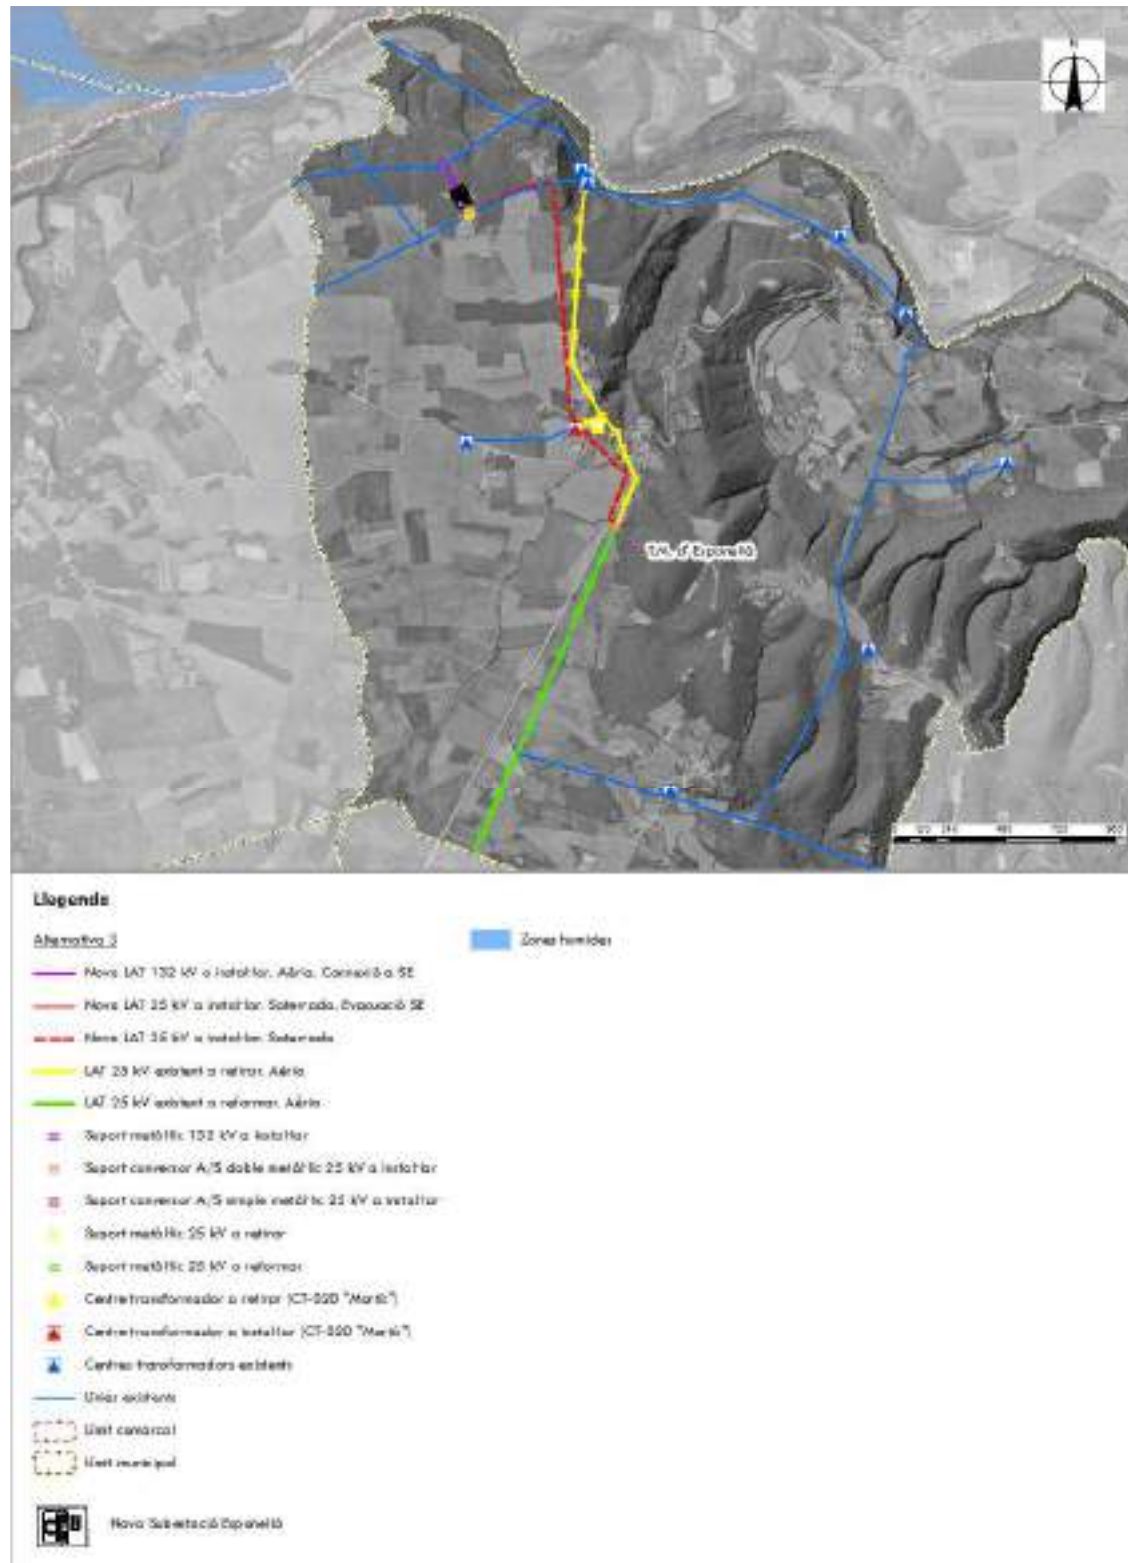 N
T.M. d'Esponellà
Llegenda
Alternativa 3
Zones humides
Nova LAT 132 kV a instal·lar. Aèria. Connexió a SE
Nova LAT 25 kV a instal·lar. Soterrada. Evacuació SE
Nova LAT 25 kV a instal·lar. Soterrada
LAT 25 kV existent a retirar. Aèria
LAT 25 kV existent a reformar. Aèria
Suport metàl·lic 132 kV a instal·lar
Suport conversor A/S doble metàl·lic 25 kV a instal·lar
Suport conversor A/S simple metàl·lic 25 kV a instal·lar
Suport metàl·lic 25 kV a retirar
Suport metàl·lic 25 kV a reformar
Centre transformador a retirar (CT-020 "Martís")
Centre transformador a instal·lar (CT-020 "Martís")
Centres transformadors existents
Línies existents
Límit comarcal
Límit municipal
Nova Subestació Esponellà